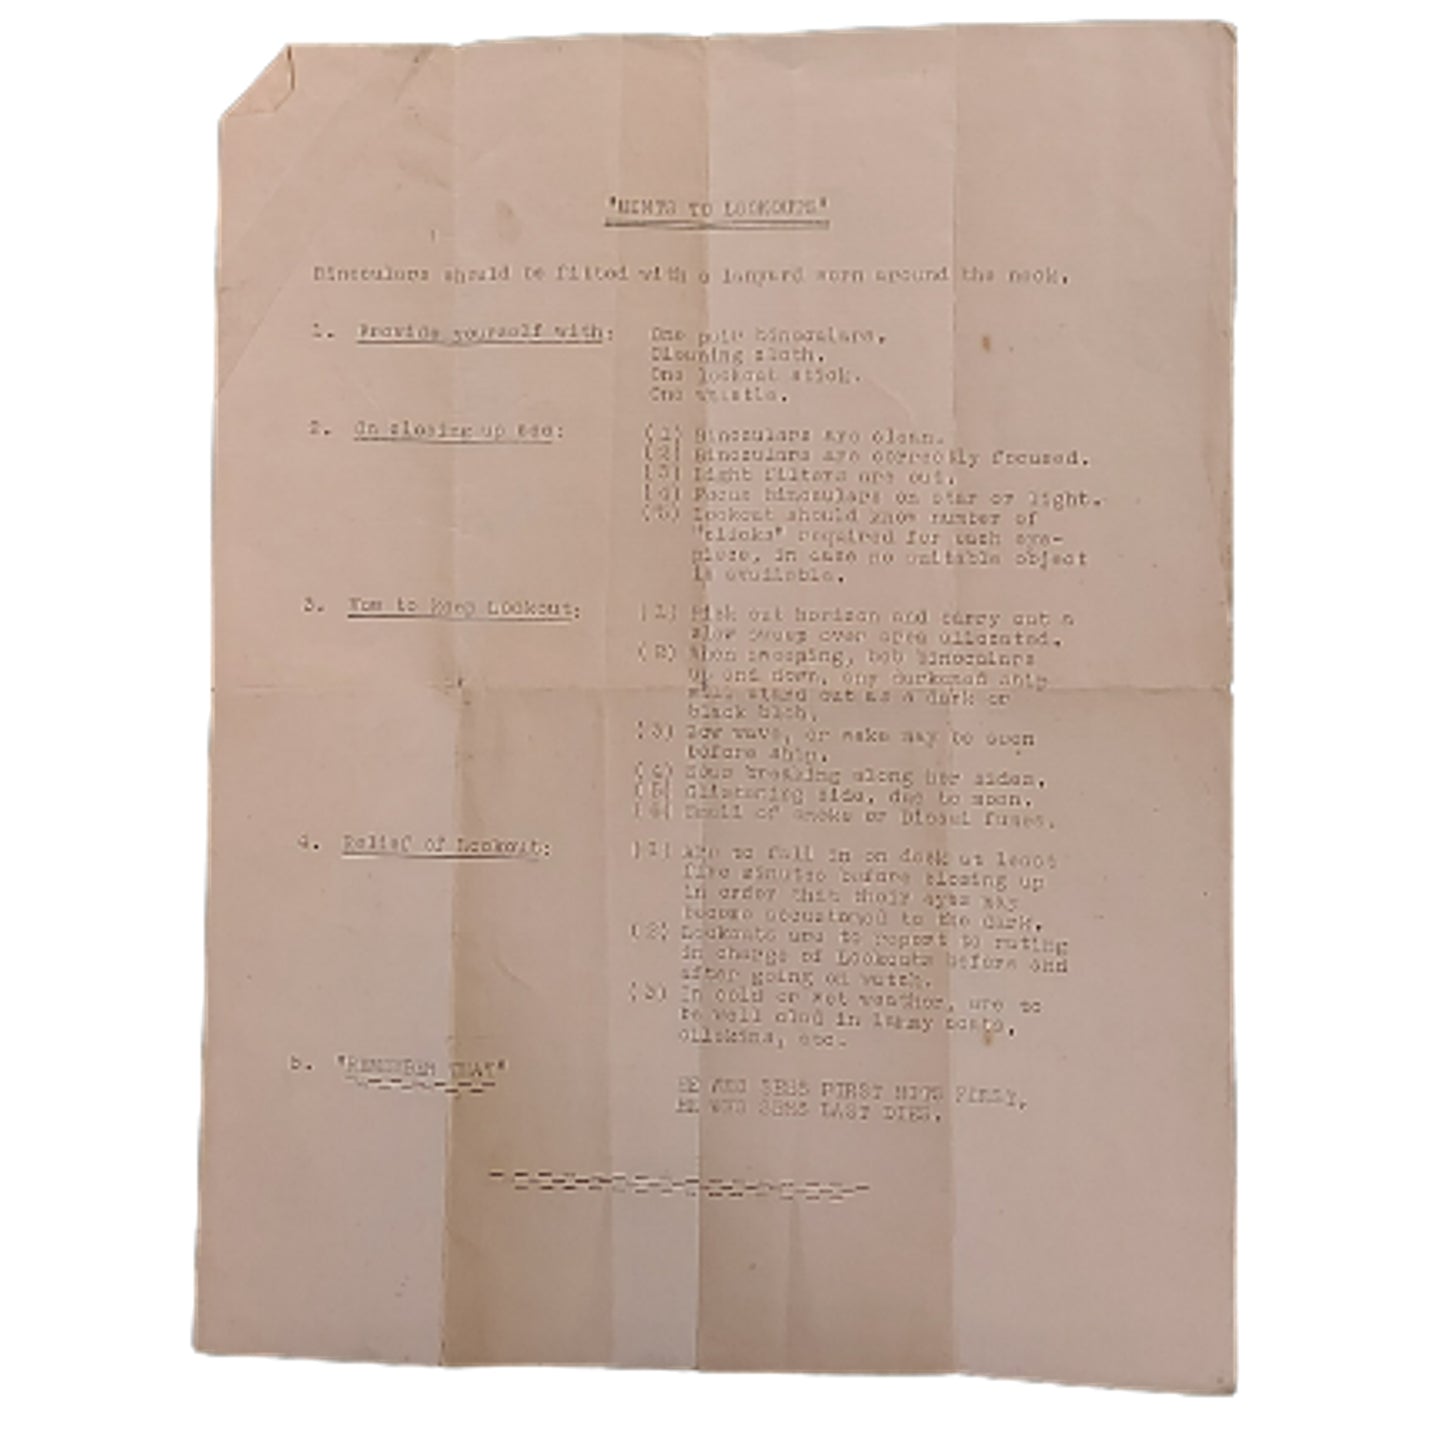 "HINTS TO LOOKOUTS"
Binoculars should be fitted with a lanyard worn around the neck.
1. Provide yourself with: One pair binoculars.
Cleaning cloth.
One lookout stick.
One whistle.
2. On closing up see: (1) Binoculars are clean.
(2) Binoculars are correctly focused.
(3) Light filters are out.
(4) Focus binoculars on star or light.
(5) Lookout should know number of
"clicks" required for each eye-
piece, in case no suitable object
is available.
3. How to keep Lookout: (1) Pick out horizon and carry out a
slow sweep over area allocated.
(2) When sweeping, bob binoculars
up and down, any darkened ship
will stand out as a dark or
black blob.
(3) Bow wave, or wake may be seen
before ship.
(4) Seas breaking along her sides.
(5) Glistening side, due to moon.
(6) Smell of smoke or Diesel fumes.
4. Relief of Lookout: (1) Are to fall in on deck at least
five minutes before closing up
in order that their eyes may
become accustomed to the dark.
(2) Lookouts are to report to rating
in charge of Lookouts before and
after going on watch.
(3) In cold or wet weather, are to
be well clad in lammy coats,
oilskins, etc.
5. "REMEMBER THAT"
HE WHO SEES FIRST HITS FIRST,
HE WHO SEES LAST DIES.